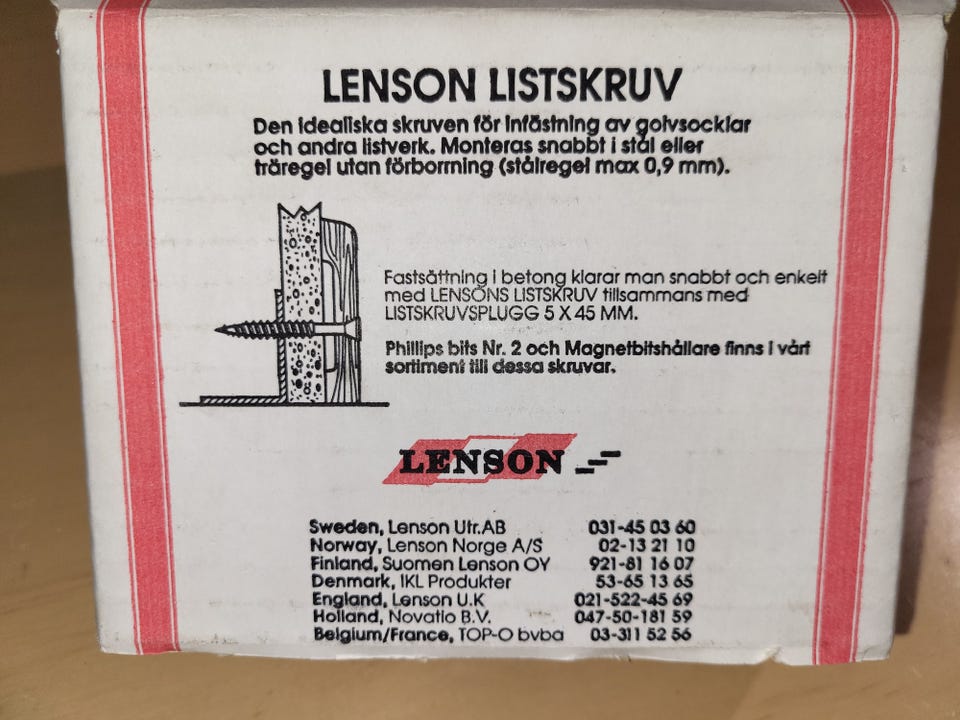 LENSON LISTSKRUV
Den idealiska skruven för infästning av golvsocklar
och andra listverk. Monteras snabbt i stål eller
träregel utan förborrning (stålregel max 0,9 mm).
Fastsättning i betong klarar man snabbt och enkelt
med LENSONS LISTSKRUV tillsammans med
LISTSKRUVSPLUGG 5 X 45 MM.
Phillips bits Nr. 2 och Magnetbitshållare finns i vårt
sortiment till dessa skruvar.
LENSON
Sweden, Lenson Utr.AB 031-45 03 60
Norway, Lenson Norge A/S 02-13 21 10
Finland, Suomen Lenson OY 921-81 16 07
Denmark, IKL Produkter 53-65 13 65
England, Lenson U.K 021-522-45 69
Holland, Novatio B.V. 047-50-181 59
Belgium/France, TOP-O bvba 03-311 52 56